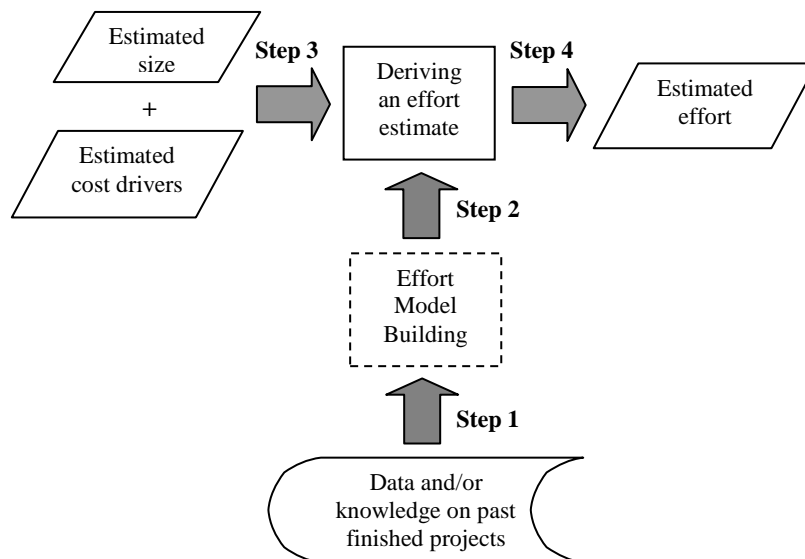 Estimated
size
+
Estimated
cost drivers
Step 3
Deriving
an effort
estimate
Step 4
Estimated
effort
Step 2
Effort
Model
Building
Step 1
Data and/or
knowledge on past
finished projects